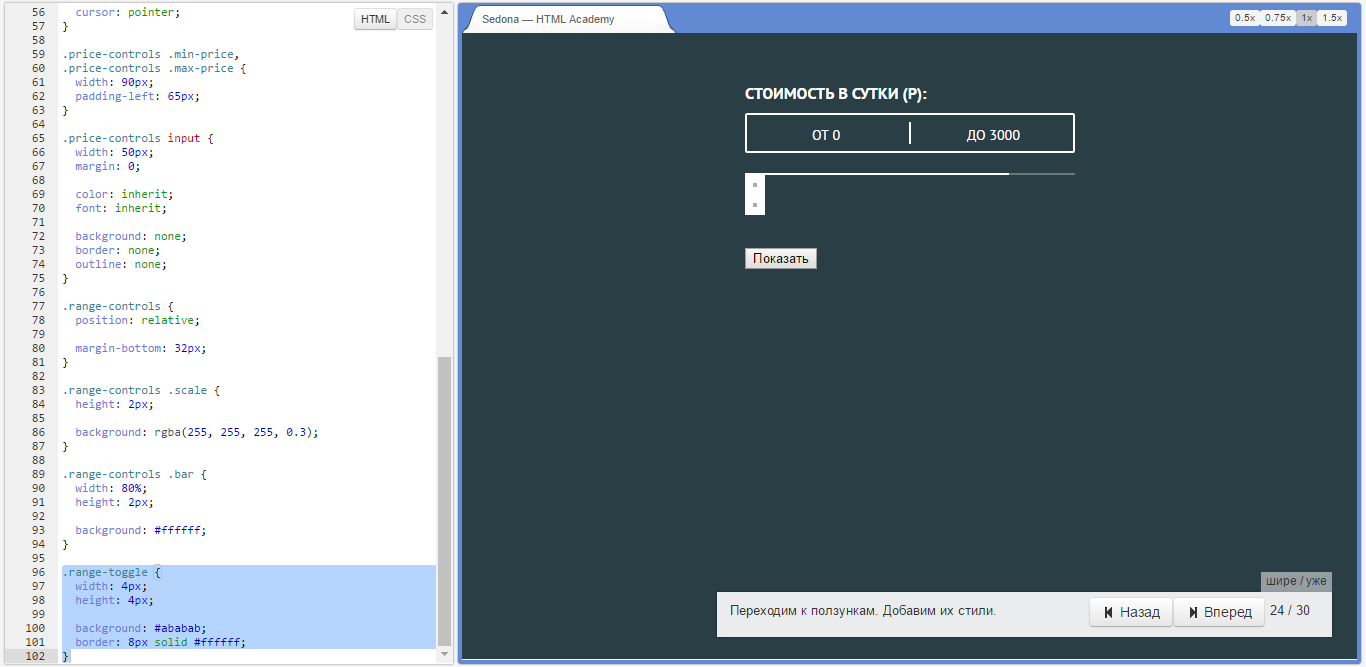 HTML CSS
56 cursor: pointer;
57 }
58
59 .price-controls .min-price,
60 .price-controls .max-price {
61 width: 90px;
62 padding-left: 65px;
63 }
64
65 .price-controls input {
66 width: 50px;
67 margin: 0;
68
69 color: inherit;
70 font: inherit;
71
72 background: none;
73 border: none;
74 outline: none;
75 }
76
77 .range-controls {
78 position: relative;
79
80 margin-bottom: 32px;
81 }
82
83 .range-controls .scale {
84 height: 2px;
85
86 background: rgba(255, 255, 255, 0.3);
87 }
88
89 .range-controls .bar {
90 width: 80%;
91 height: 2px;
92
93 background: #ffffff;
94 }
95
96 .range-toggle {
97 width: 4px;
98 height: 4px;
99
100 background: #ababab;
101 border: 8px solid #ffffff;
102 }
Sedona — HTML Academy
0.5x 0.75x 1x 1.5x
СТОИМОСТЬ В СУТКИ (Р):
ОТ 0 ДО 3000
Показать
шире / уже
Переходим к ползункам. Добавим их стили.
Назад Вперед 24 / 30